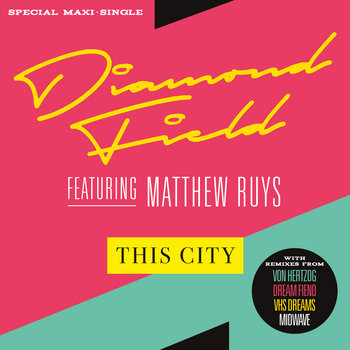 SPECIAL MAXI-SINGLE
Diamond
Field
FEATURING MATTHEW RUYS
THIS CITY
WITH
REMIXES FROM
VON HERTZOG
DREAM FIEND
VHS DREAMS
MIDWAVE